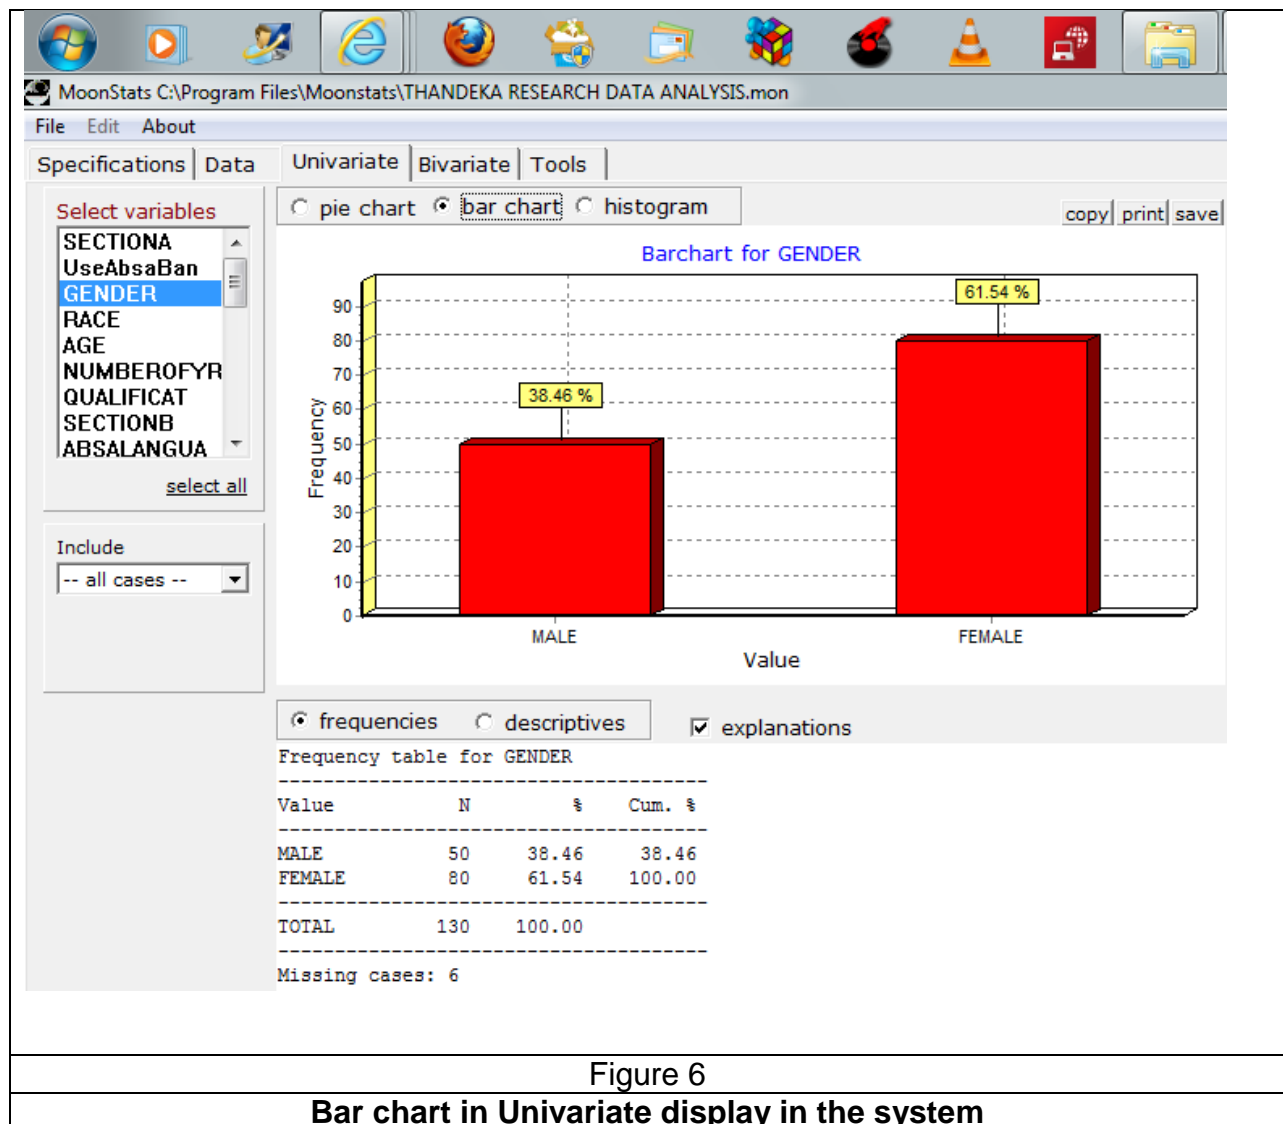 MoonStats C:\Program Files\Moonstats\THANDEKA RESEARCH DATA ANALYSIS.mon
File Edit About
Specifications Data Univariate Bivariate Tools
Select variables
SECTIONA
UseAbsaBan
GENDER
RACE
AGE
NUMBEROFYR
QUALIFICAT
SECTIONB
ABSALANGUA
select all
Include
-- all cases --
pie chart bar chart histogram
copy print save
Barchart for GENDER
Frequency
90
80
70
60
50
40
30
20
10
0
38.46 %
61.54 %
MALE FEMALE
Value
frequencies descriptives explanations
Frequency table for GENDER
Value N % Cum. %
MALE 50 38.46 38.46
FEMALE 80 61.54 100.00
TOTAL 130 100.00
Missing cases: 6
Figure 6
Bar chart in Univariate display in the system